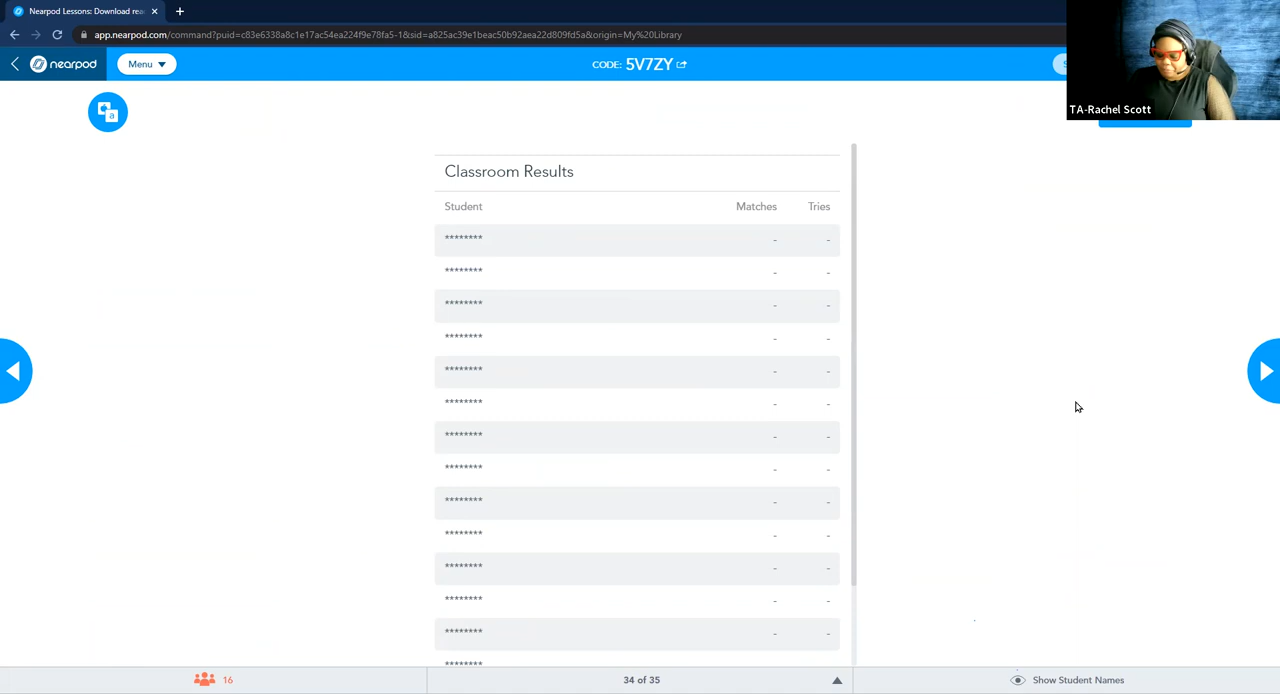 Nearpod Lessons: Download rea
app.nearpod.com/command?puid=c83e6338a8c1e17ac54ea224f9e78fa5-1&sid=a825ac39e1beac50b92aea22d809fd5a&origin=My%20Library
nearpod Menu CODE: 5V7ZY
TA-Rachel Scott
Classroom Results
Student Matches Tries
******** - -
******** - -
******** - -
******** - -
******** - -
******** - -
******** - -
******** - -
******** - -
******** - -
******** - -
******** - -
******** - -
********
16 34 of 35 Show Student Names